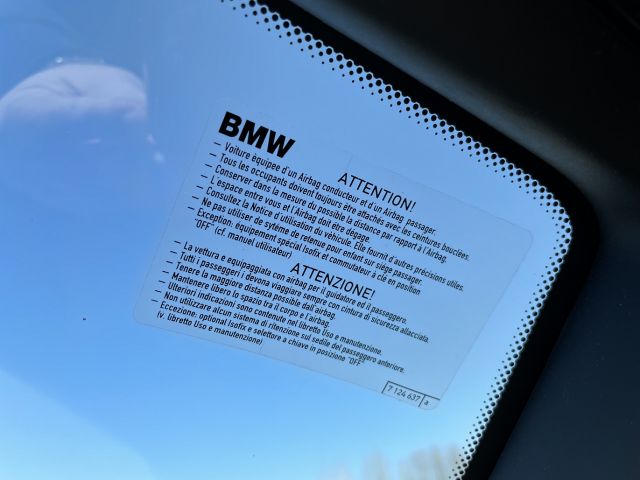 BMW
ATTENTION!
– Voiture èquipèe d'un Airbag conducteur et d'un Airbag passager.
– Tous les occupants doivent toujours être attachés avec les ceintures bouclées.
– Conserver dans la mesure du possible la distance par rapport à l'Airbag.
– L'espace entre vous et l'Airbag doit être dégagé.
– Consultez la Notice d'utilisation du véhicule. Elle fournit d'autres précisions utiles.
– Ne pas utiliser de sytéme de retenue pour enfant sur siége passager.
– Exception, équipement spécial Isofix et commutateur à clé en position
"OFF" (cf. manuel utilisateur)
ATTENZIONE!
– La vettura e equipaggiata con airbag per il guidatore ed il passeggero.
– Tutti i passeggeri i devona viaggiare sempre con cintura di sicurezza allacciata.
– Tenere la maggiore distanza possibile dall'airbag.
– Mantenere libero lo spazio tra il corpo e l'airbag.
– Ulteriori indicazioni sono contenute nel libretto Uso e manutenzione.
– Non utilizzare alcun sistema di ritenzione sul sedile del passeggero anteriore.
– Eccezione, optional Isofix e selettore a chiave in posizione "OFF"
(v. libretto Uso e manutenzione)
7 124 637 a